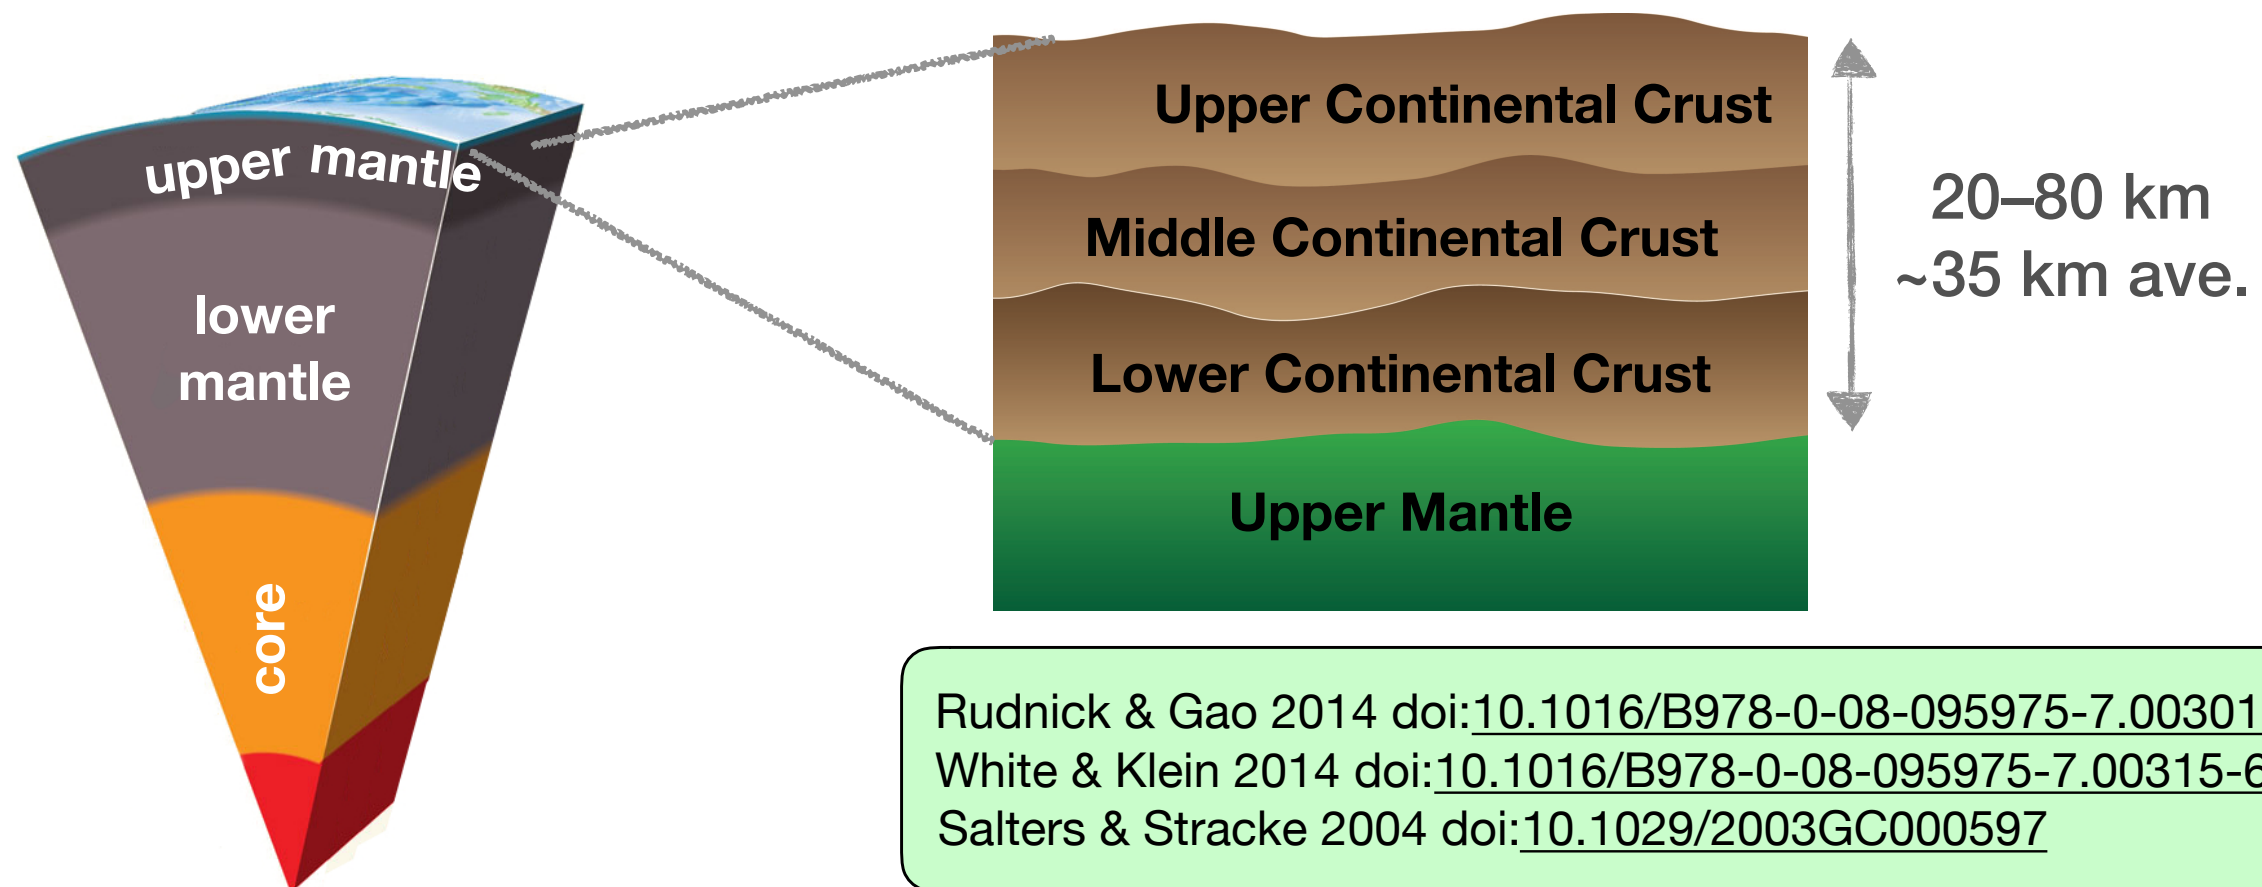 upper mantle
lower
mantle
core
Upper Continental Crust
Middle Continental Crust
Lower Continental Crust
Upper Mantle
20–80 km
~35 km ave.
Rudnick & Gao 2014 doi:10.1016/B978-0-08-095975-7.00301
White & Klein 2014 doi:10.1016/B978-0-08-095975-7.00315-6
Salters & Stracke 2004 doi:10.1029/2003GC000597